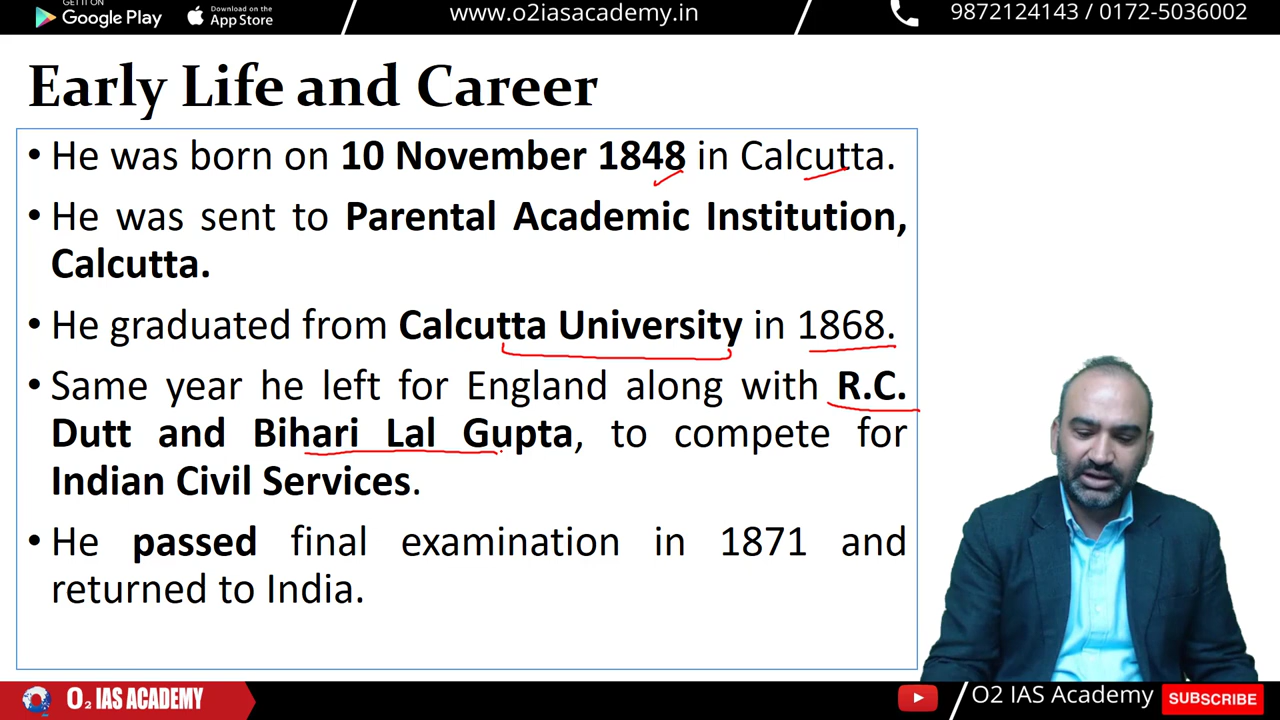 GET IT ON
Google Play
Download on the
App Store
www.o2iasacademy.in
9872124143 / 0172-5036002
Early Life and Career
• He was born on 10 November 1848 in Calcutta.
• He was sent to Parental Academic Institution,
Calcutta.
• He graduated from Calcutta University in 1868.
• Same year he left for England along with R.C.
Dutt and Bihari Lal Gupta, to compete for
Indian Civil Services.
• He passed final examination in 1871 and
returned to India.
O2 IAS ACADEMY
O2 IAS Academy
SUBSCRIBE